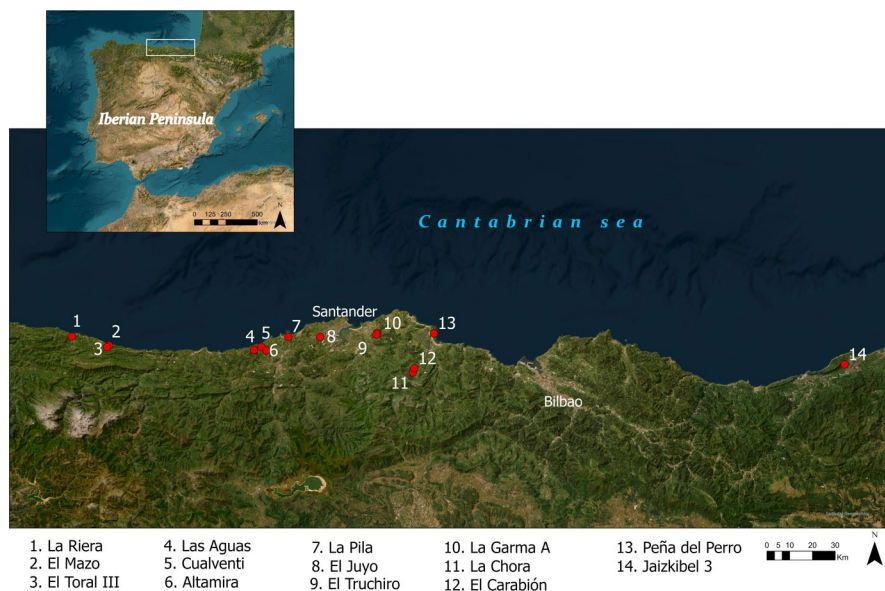 Iberian Peninsula
N
0 125 250 500
km
Cantabrian sea
Santander
1
2
3
4
5
6
7
8
9
10
11
12
13
14
Bilbao
1. La Riera
2. El Mazo
3. El Toral III
4. Las Aguas
5. Cualventi
6. Altamira
7. La Pila
8. El Juyo
9. El Truchiro
10. La Garma A
11. La Chora
12. El Carabión
13. Peña del Perro
14. Jaizkibel 3
0 5 10 20 30
Km
N